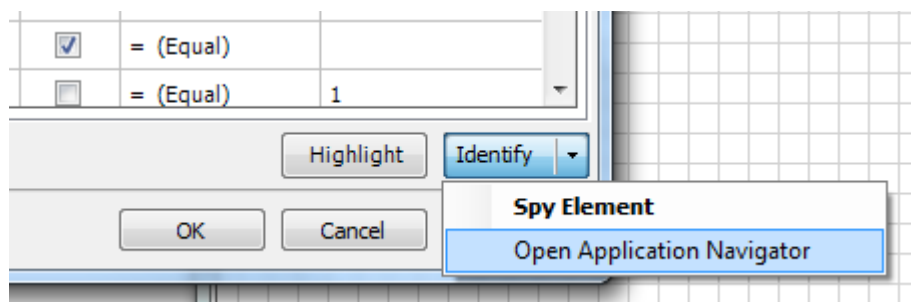 = (Equal)
= (Equal) 1
Highlight Identify
Spy Element
OK Cancel
Open Application Navigator